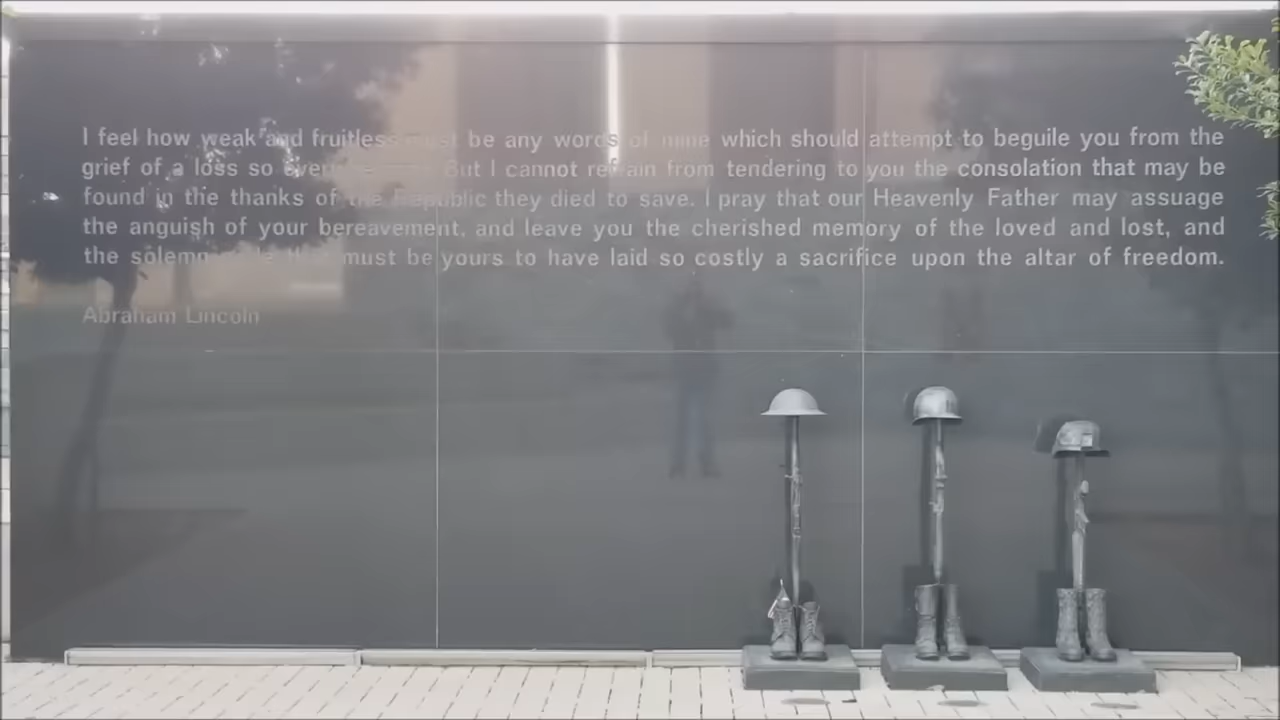 I feel how weak and fruitless must be any words of mine which should attempt to beguile you from the
grief of a loss so But I cannot refrain from tendering to you the consolation that may be
found in the thanks of the Republic they died to save. I pray that our Heavenly Father may assuage
the anguish of your bereavement, and leave you the cherished memory of the loved and lost, and
the solemn that must be yours to have laid so costly a sacrifice upon the altar of freedom.
Abraham Lincoln